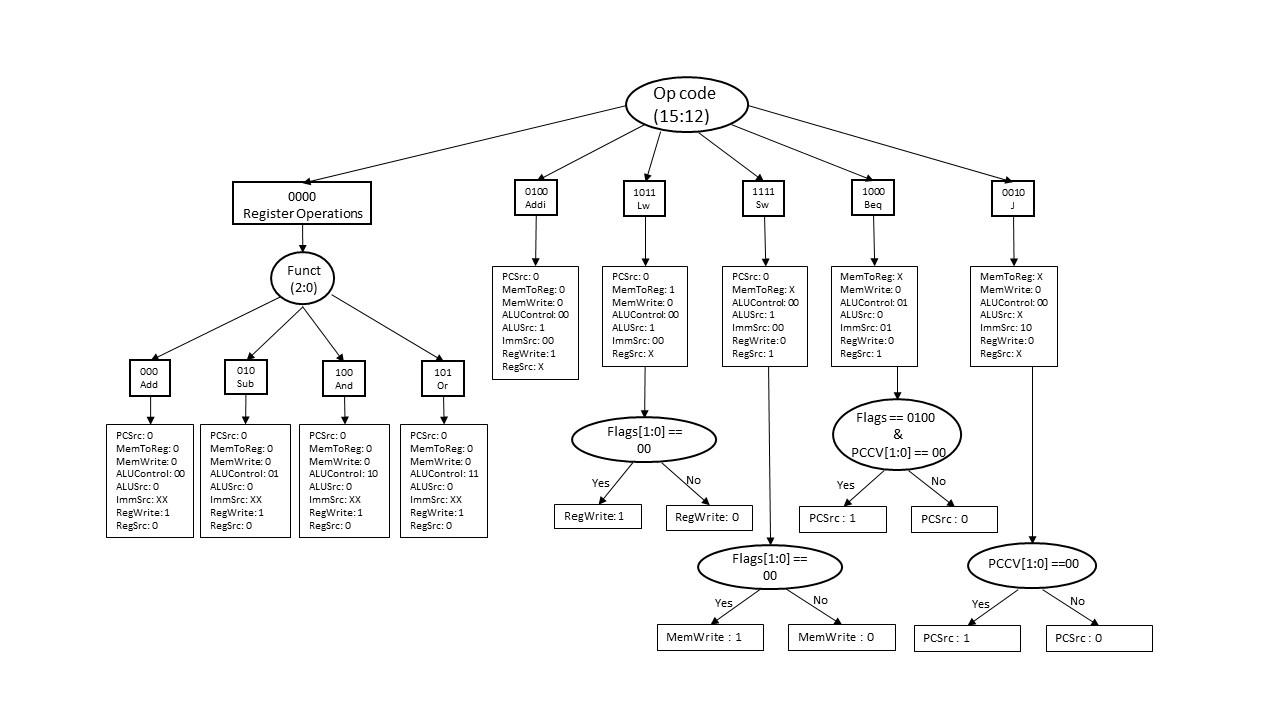 Op code
(15:12)
0000
Register Operations
0100
Addi
1011
Lw
1111
Sw
1000
Beq
0010
J
Funct
(2:0)
000
Add
010
Sub
100
And
101
Or
PCSrc: 0
MemToReg: 0
MemWrite: 0
ALUControl: 00
ALUSrc: 0
ImmSrc: XX
RegWrite: 1
RegSrc: 0
PCSrc: 0
MemToReg: 0
MemWrite: 0
ALUControl: 01
ALUSrc: 0
ImmSrc: XX
RegWrite: 1
RegSrc: 0
PCSrc: 0
MemToReg: 0
MemWrite: 0
ALUControl: 10
ALUSrc: 0
ImmSrc: XX
RegWrite: 1
RegSrc: 0
PCSrc: 0
MemToReg: 0
MemWrite: 0
ALUControl: 11
ALUSrc: 0
ImmSrc: XX
RegWrite: 1
RegSrc: 0
PCSrc: 0
MemToReg: 0
MemWrite: 0
ALUControl: 00
ALUSrc: 1
ImmSrc: 00
RegWrite: 1
RegSrc: X
PCSrc: 0
MemToReg: 1
MemWrite: 0
ALUControl: 00
ALUSrc: 1
ImmSrc: 00
RegSrc: X
PCSrc: 0
MemToReg: X
ALUControl: 00
ALUSrc: 1
ImmSrc: 00
RegWrite: 0
RegSrc: 1
MemToReg: X
MemWrite: 0
ALUControl: 01
ALUSrc: 0
ImmSrc: 01
RegWrite: 0
RegSrc: 1
MemToReg: X
MemWrite: 0
ALUControl: 00
ALUSrc: X
ImmSrc: 10
RegWrite: 0
RegSrc: X
Flags[1:0] ==
00
Yes
No
RegWrite: 1
RegWrite: 0
Flags == 0100
&
PCCV[1:0] == 00
Yes
No
PCSrc : 1
PCSrc : 0
Flags[1:0] ==
00
Yes
No
MemWrite : 1
MemWrite : 0
PCCV[1:0] ==00
Yes
No
PCSrc : 1
PCSrc : 0